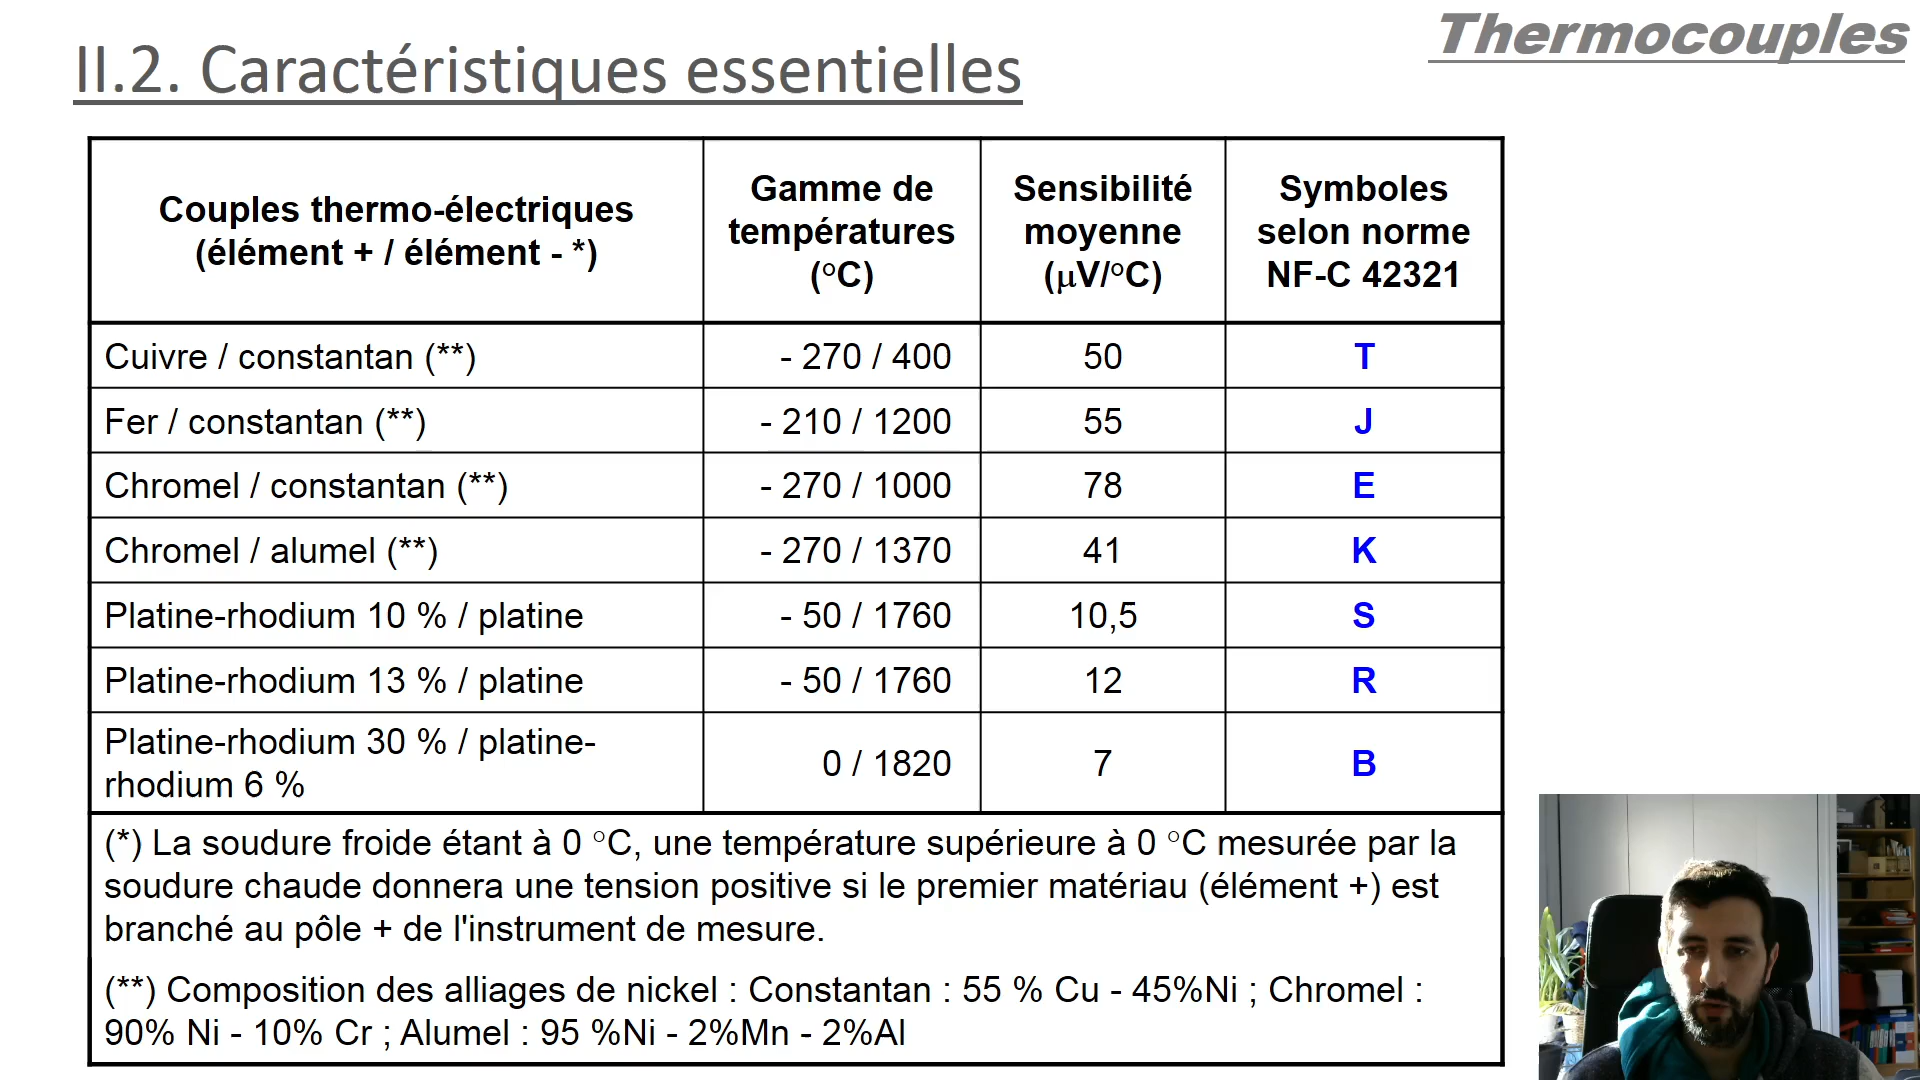 Thermocouples
II.2. Caractéristiques essentielles
Couples thermo-électriques
(élément + / élément - *)
Gamme de
températures
(°C)
Sensibilité
moyenne
(µV/°C)
Symboles
selon norme
NF-C 42321
Cuivre / constantan (**) - 270 / 400 50 T
Fer / constantan (**) - 210 / 1200 55 J
Chromel / constantan (**) - 270 / 1000 78 E
Chromel / alumel (**) - 270 / 1370 41 K
Platine-rhodium 10 % / platine - 50 / 1760 10,5 S
Platine-rhodium 13 % / platine - 50 / 1760 12 R
Platine-rhodium 30 % / platine-
rhodium 6 % 0 / 1820 7 B
(*) La soudure froide étant à 0 °C, une température supérieure à 0 °C mesurée par la
soudure chaude donnera une tension positive si le premier matériau (élément +) est
branché au pôle + de l'instrument de mesure.
(**) Composition des alliages de nickel : Constantan : 55 % Cu - 45%Ni ; Chromel :
90% Ni - 10% Cr ; Alumel : 95 %Ni - 2%Mn - 2%Al